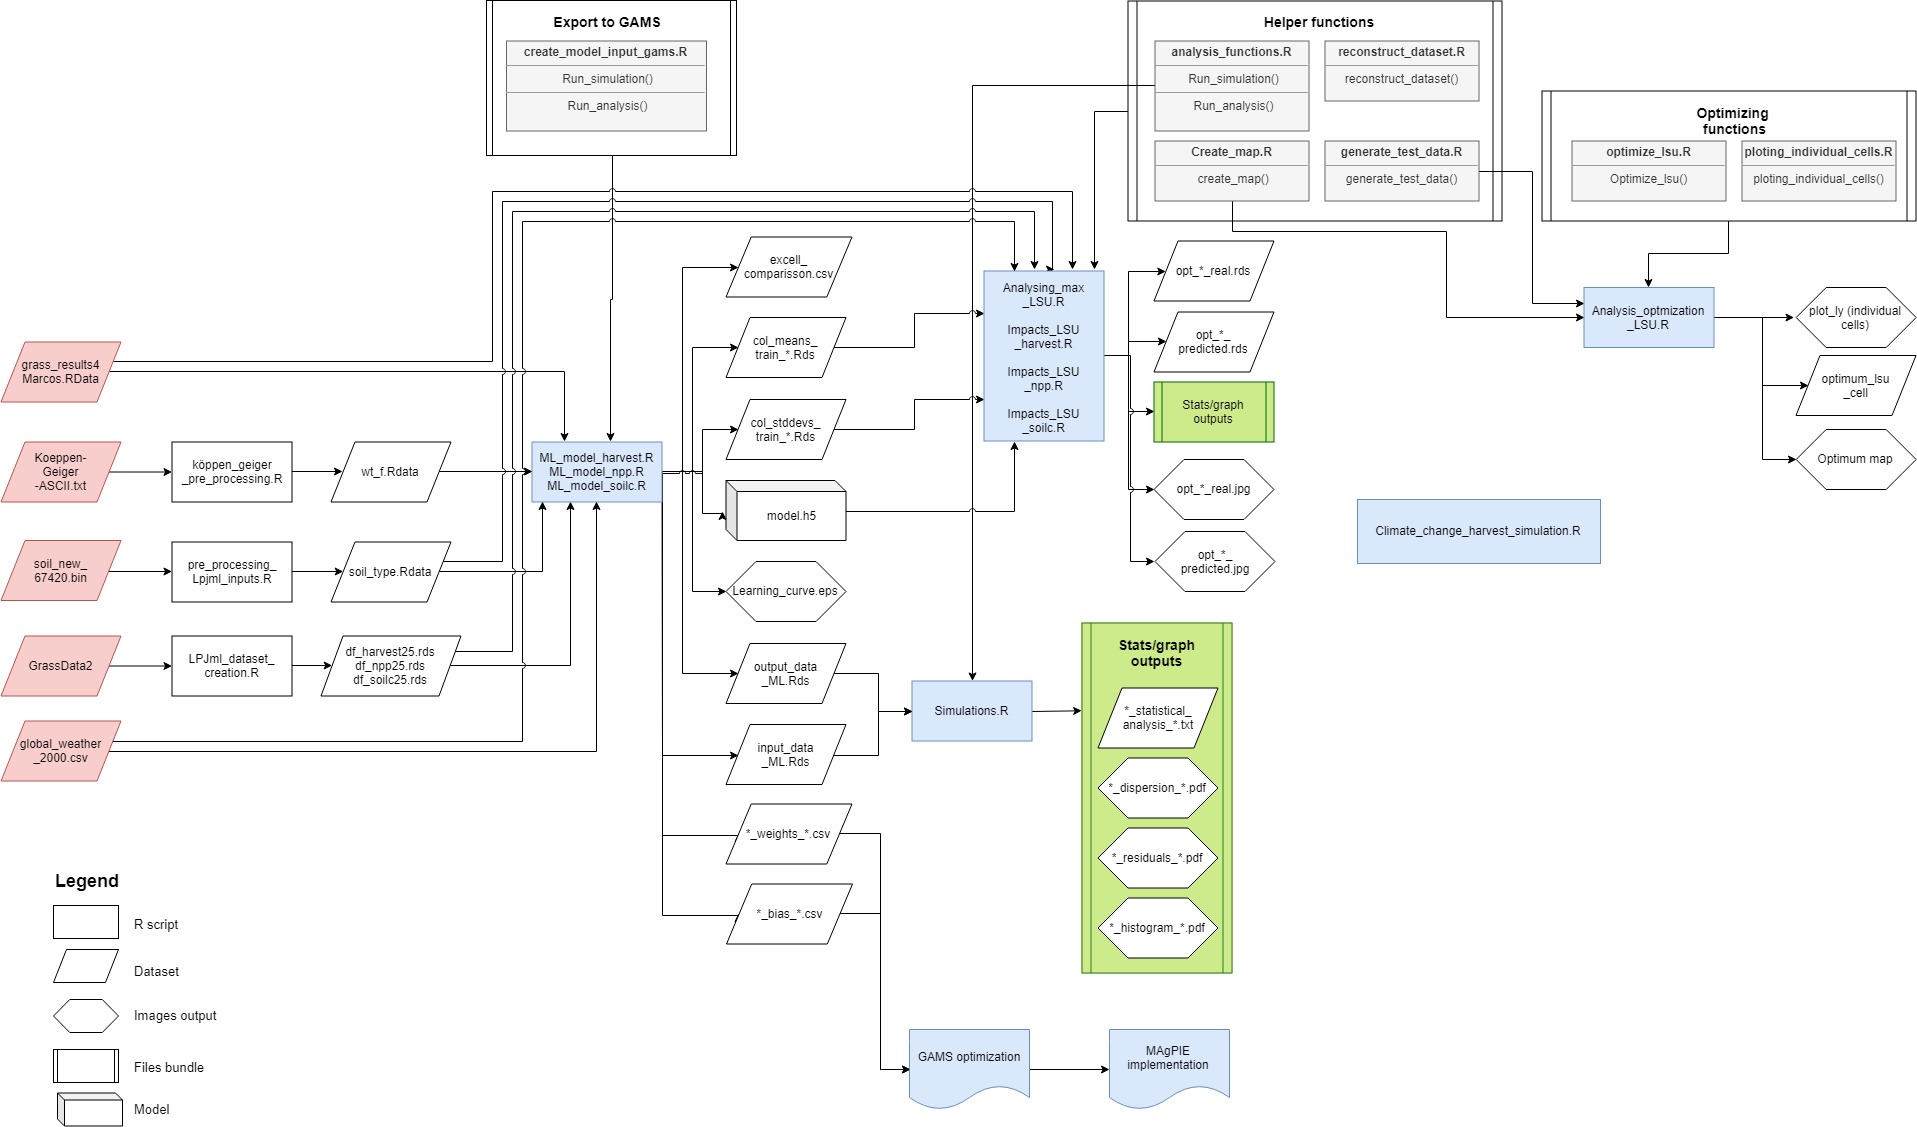 Export to GAMS
create_model_input_gams.R
Run_simulation()
Run_analysis()
Helper functions
analysis_functions.R
Run_simulation()
Run_analysis()
reconstruct_dataset.R
reconstruct_dataset()
Create_map.R
create_map()
generate_test_data.R
generate_test_data()
Optimizing
functions
optimize_lsu.R
Optimize_lsu()
ploting_individual_cells.R
ploting_individual_cells()
grass_results4
Marcos.RData
Koeppen-
Geiger
-ASCII.txt
köppen_geiger
_pre_processing.R
wt_f.Rdata
soil_new_
67420.bin
pre_processing_
Lpjml_inputs.R
soil_type.Rdata
GrassData2
LPJml_dataset_
creation.R
df_harvest25.rds
df_npp25.rds
df_soilc25.rds
global_weather
_2000.csv
ML_model_harvest.R
ML_model_npp.R
ML_model_soilc.R
excell_
comparisson.csv
col_means_
train_*.Rds
col_stddevs_
train_*.Rds
model.h5
Learning_curve.eps
output_data
_ML.Rds
input_data
_ML.Rds
*_weights_*.csv
*_bias_*.csv
Analysing_max
_LSU.R
Impacts_LSU
_harvest.R
Impacts_LSU
_npp.R
Impacts_LSU
_soilc.R
opt_*_real.rds
opt_*_
predicted.rds
Stats/graph
outputs
opt_*_real.jpg
opt_*_
predicted.jpg
Analysis_optmization
_LSU.R
plot_ly (individual
cells)
optimum_lsu
_cell
Optimum map
Climate_change_harvest_simulation.R
Simulations.R
Stats/graph
outputs
*_statistical_
analysis_*.txt
*_dispersion_*.pdf
*_residuals_*.pdf
*_histogram_*.pdf
GAMS optimization
MAgPIE
implementation
Legend
R script
Dataset
Images output
Files bundle
Model